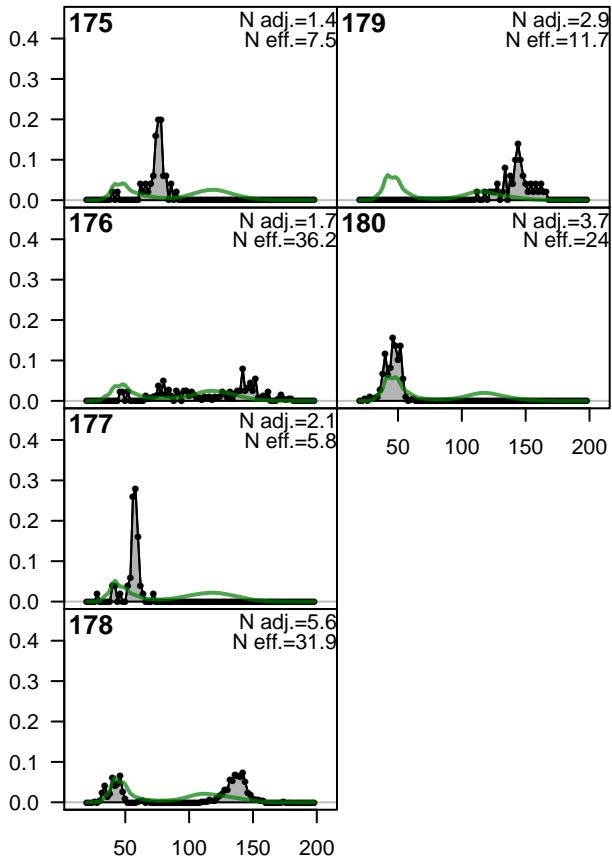 175
N adj.=1.4
N eff.=7.5
0.4
0.3
0.2
0.1
0.0
179
N adj.=2.9
N eff.=11.7
176
N adj.=1.7
N eff.=36.2
0.4
0.3
0.2
0.1
0.0
180
N adj.=3.7
N eff.=24
50 100 150 200
177
N adj.=2.1
N eff.=5.8
0.4
0.3
0.2
0.1
0.0
178
N adj.=5.6
N eff.=31.9
0.4
0.3
0.2
0.1
0.0
50 100 150 200